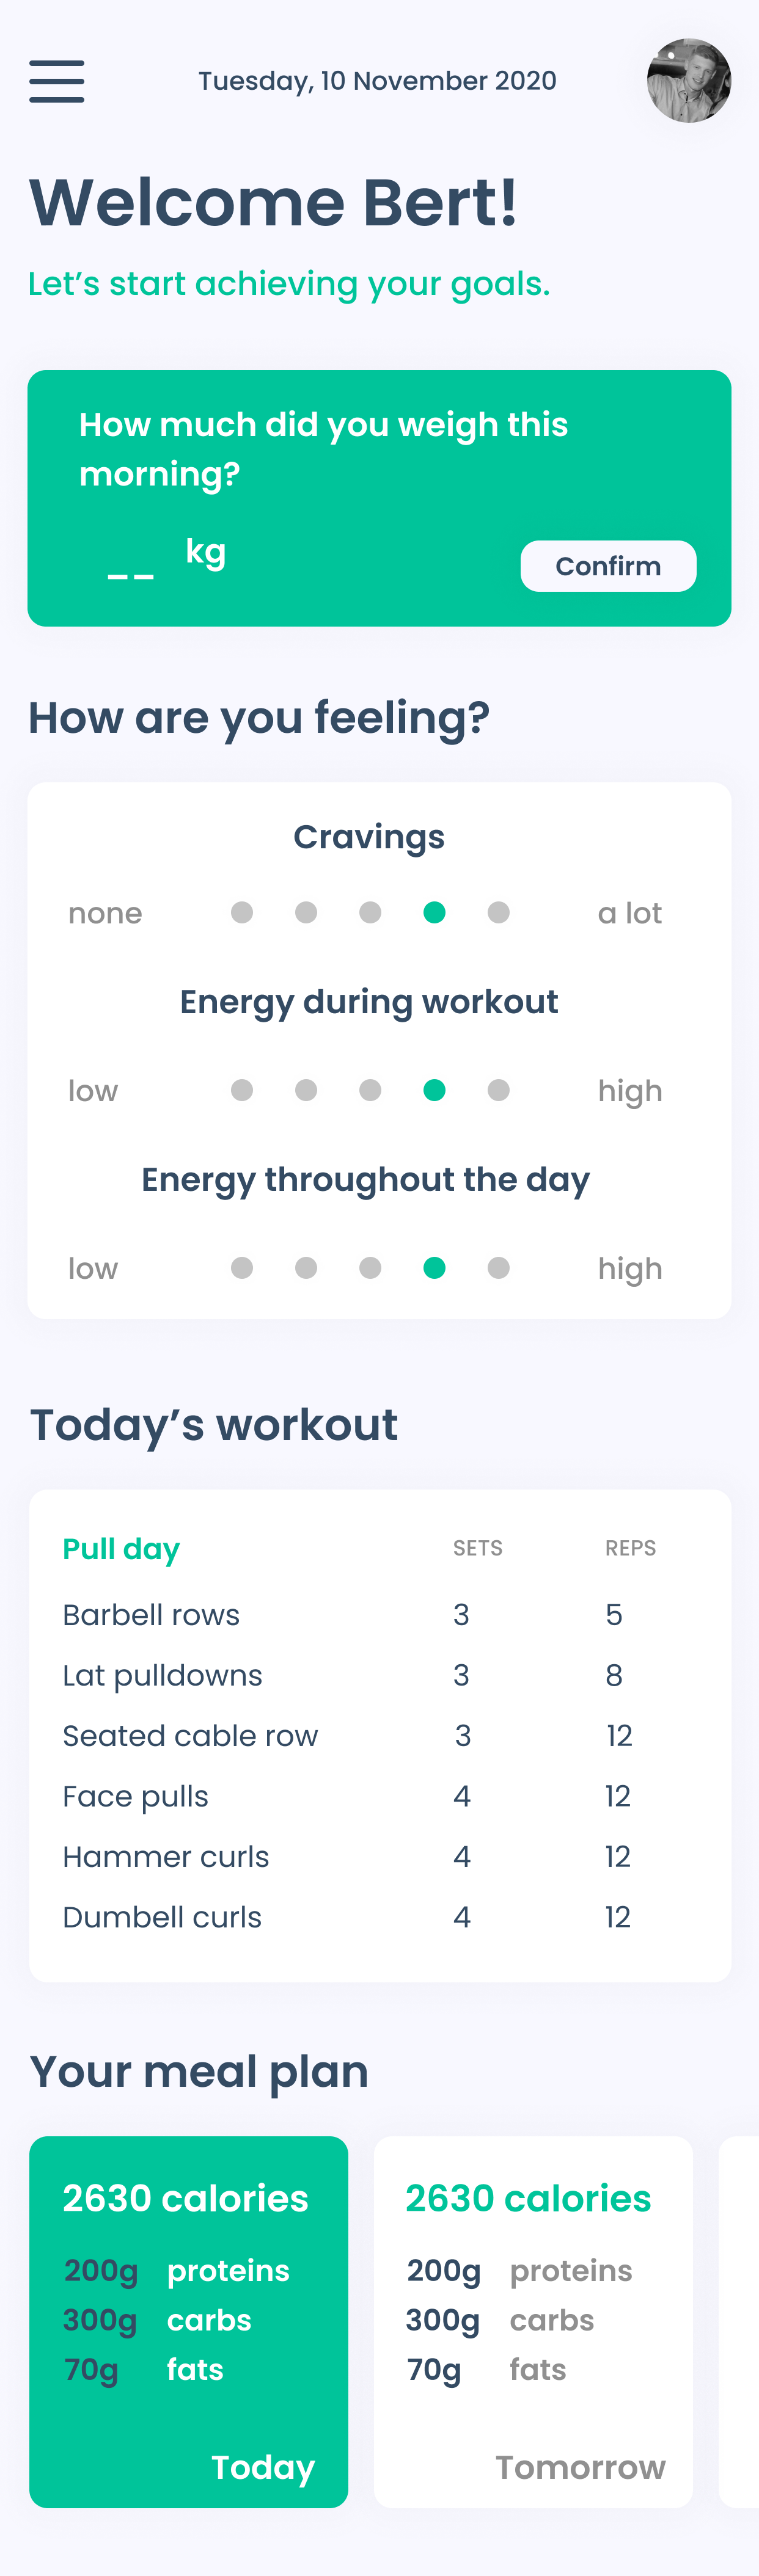 Tuesday, 10 November 2020
Welcome Bert!
Let’s start achieving your goals.
How much did you weigh this
morning?
__ kg
Confirm
How are you feeling?
Cravings
none a lot
Energy during workout
low high
Energy throughout the day
low high
Today’s workout
Pull day SETS REPS
Barbell rows 3 5
Lat pulldowns 3 8
Seated cable row 3 12
Face pulls 4 12
Hammer curls 4 12
Dumbell curls 4 12
Your meal plan
2630 calories
200g proteins
300g carbs
70g fats
Today
2630 calories
200g proteins
300g carbs
70g fats
Tomorrow